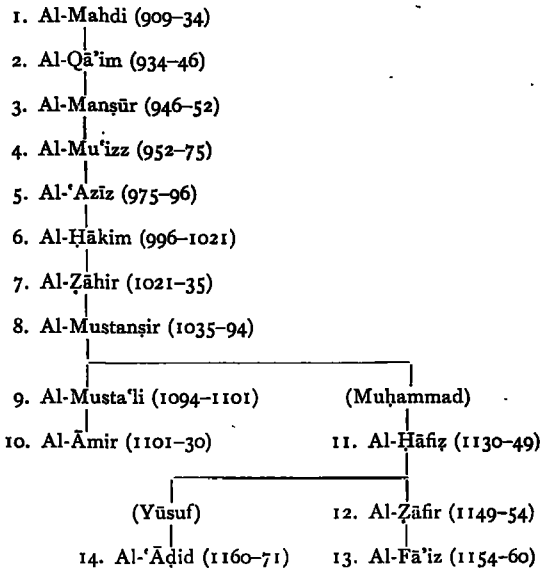 1. Al-Mahdi (909–34)
2. Al-Qā’im (934–46)
3. Al-Manṣūr (946–52)
4. Al-Mu‘izz (952–75)
5. Al-‘Azīz (975–96)
6. Al-Ḥākim (996–1021)
7. Al-Ẓāhir (1021–35)
8. Al-Mustanṣir (1035–94)
9. Al-Musta‘li (1094–1101) (Muḥammad)
10. Al-Āmir (1101–30) 11. Al-Ḥāfiẓ (1130–49)
(Yūsuf) 12. Al-Ẓāfir (1149–54)
14. Al-‘Āḍid (1160–71) 13. Al-Fā’iz (1154–60)